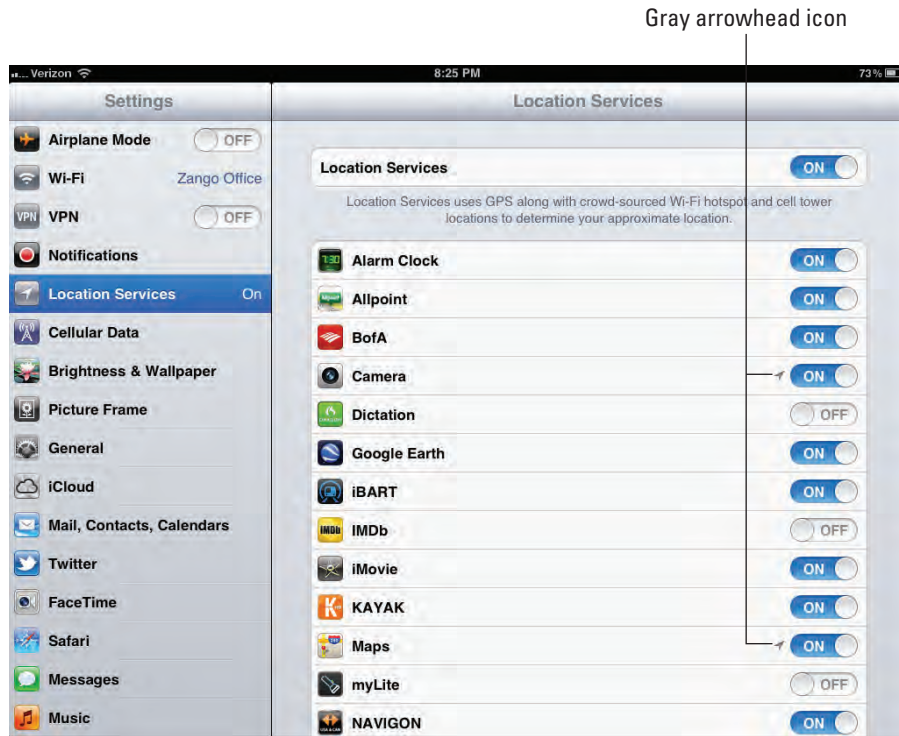 Gray arrowhead icon
Verizon 8:25 PM 73%
Settings
Location Services
Airplane Mode OFF
Wi-Fi Zango Office
VPN VPN OFF
Notifications
Location Services On
Cellular Data
Brightness & Wallpaper
Picture Frame
General
iCloud
Mail, Contacts, Calendars
Twitter
FaceTime
Safari
Messages
Music
Location Services ON
Location Services uses GPS along with crowd-sourced Wi-Fi hotspot and cell tower
locations to determine your approximate location.
7:30 Alarm Clock ON
Allpoint ON
BofA ON
Camera ON
Dictation OFF
Google Earth ON
iBART ON
IMDb IMDb OFF
iMovie ON
K KAYAK ON
Maps ON
myLite OFF
NAVIGON ON